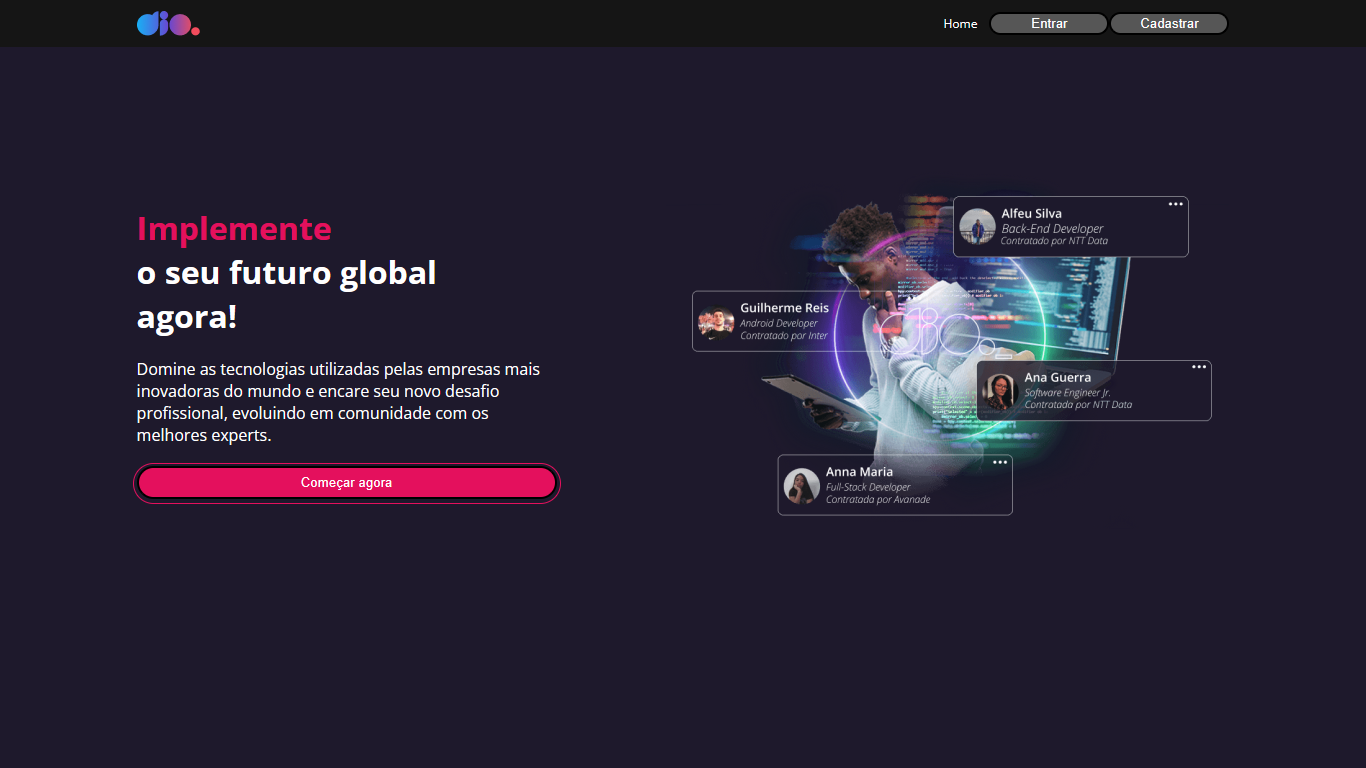 dio.
Home
Entrar
Cadastrar
Implemente
o seu futuro global
agora!
Domine as tecnologias utilizadas pelas empresas mais
inovadoras do mundo e encare seu novo desafio
profissional, evoluindo em comunidade com os
melhores experts.
Começar agora
Alfeu Silva
Back-End Developer
Contratado por NTT Data
Guilherme Reis
Android Developer
Contratado por Inter
dio.
Ana Guerra
Software Engineer Jr.
Contratada por NTT Data
Anna Maria
Full-Stack Developer
Contratada por Avanade